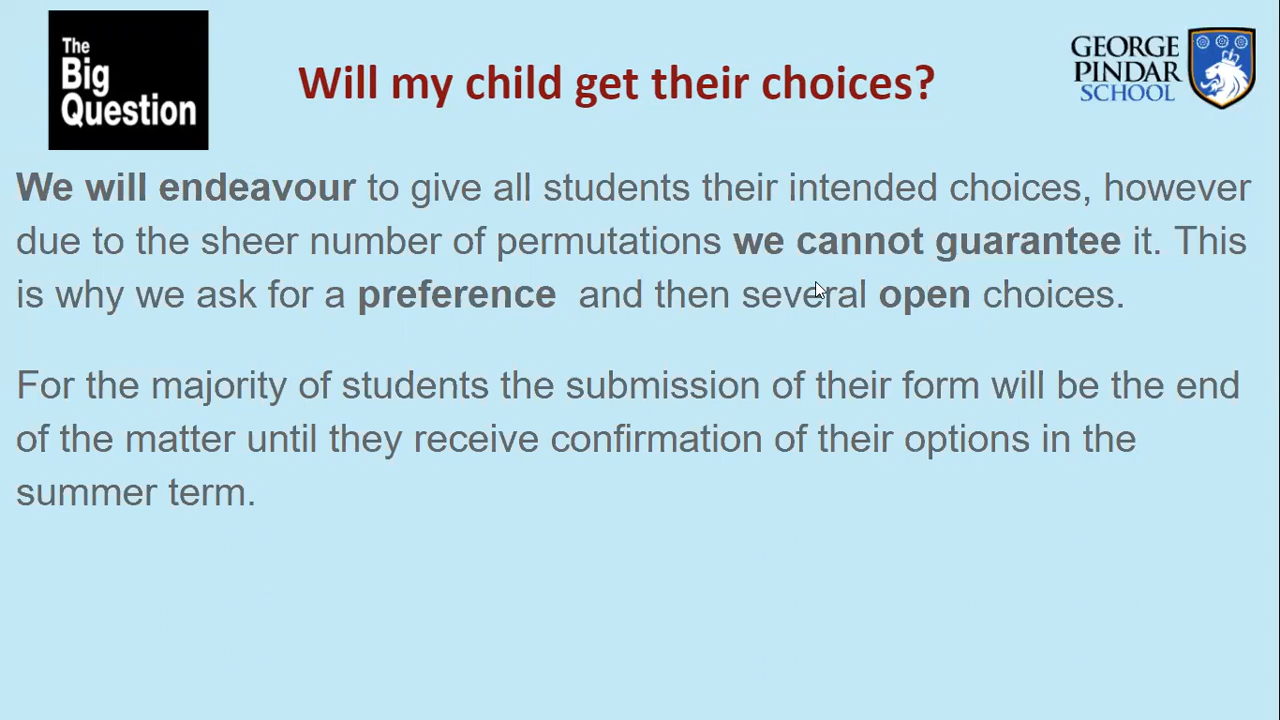 The
Big
Question
Will my child get their choices?
GEORGE
PINDAR
SCHOOL
We will endeavour to give all students their intended choices, however
due to the sheer number of permutations we cannot guarantee it. This
is why we ask for a preference and then several open choices.
For the majority of students the submission of their form will be the end
of the matter until they receive confirmation of their options in the
summer term.